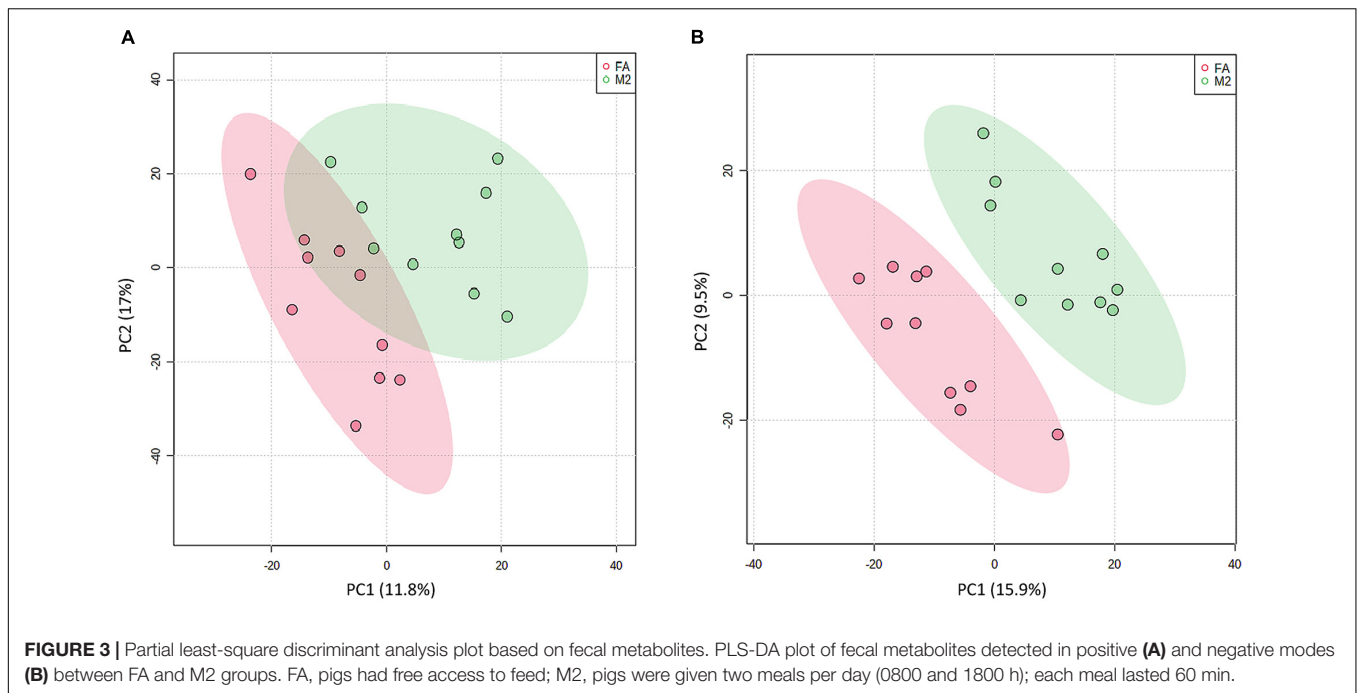 A
FA
M2
40
20
0
-20
-40
PC2 (17%)
-20
0
20
40
PC1 (11.8%)
B
FA
M2
20
0
-20
PC2 (9.5%)
-40
-20
0
20
40
PC1 (15.9%)
FIGURE 3 | Partial least-square discriminant analysis plot based on fecal metabolites. PLS-DA plot of fecal metabolites detected in positive (A) and negative modes
(B) between FA and M2 groups. FA, pigs had free access to feed; M2, pigs were given two meals per day (0800 and 1800 h); each meal lasted 60 min.